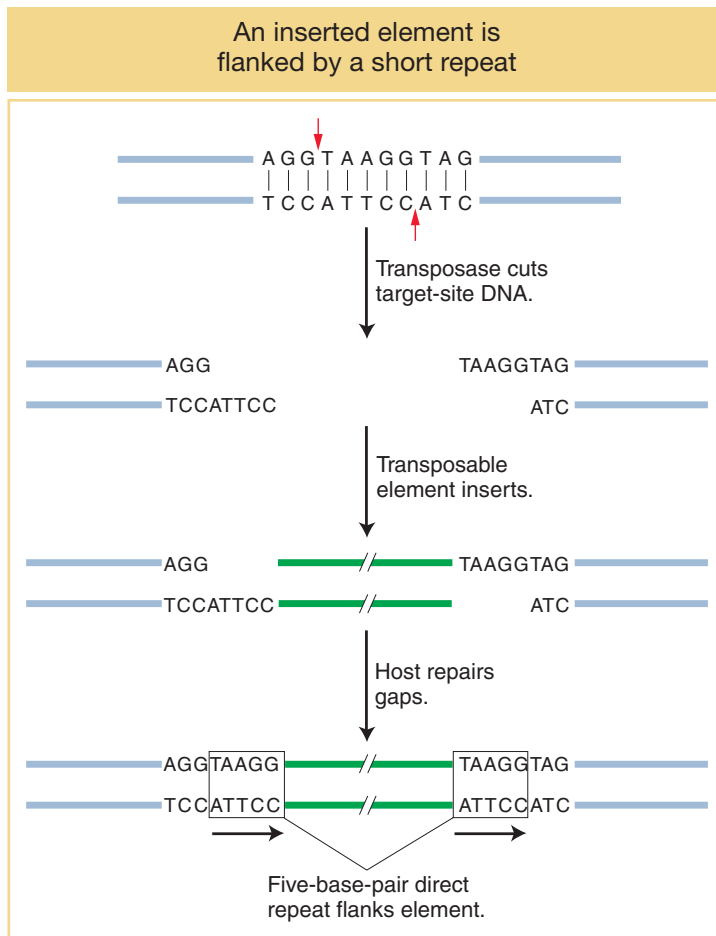 An inserted element is
flanked by a short repeat
AGGTAAGGTAG
TCCATTCCATC
Transposase cuts
target-site DNA.
AGG TAAGGTAG
TCCATTCC ATC
Transposable
element inserts.
AGG TAAGGTAG
TCCATTCC ATC
Host repairs
gaps.
AGGTAAGG TAAGGTAG
TCCATTCC ATTCCATC
Five-base-pair direct
repeat flanks element.